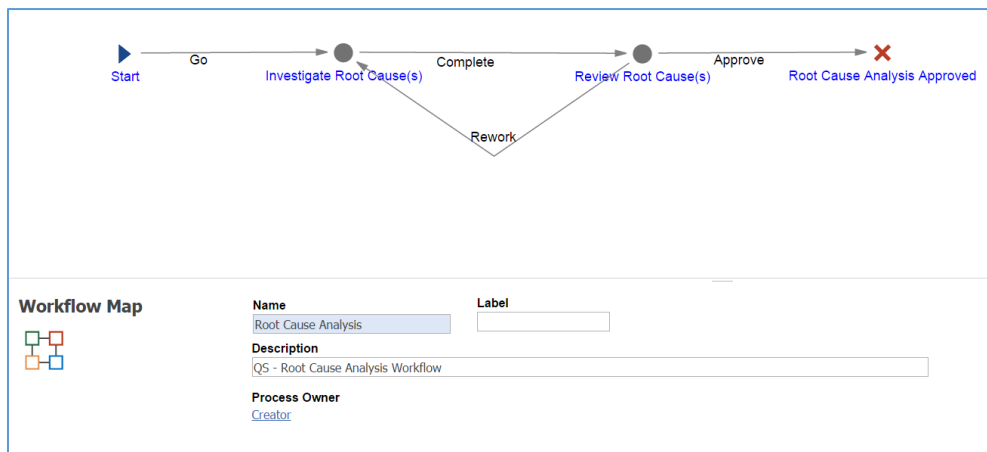 Go
Complete
Approve
Start
Investigate Root Cause(s)
Review Root Cause(s)
Root Cause Analysis Approved
Rework
Workflow Map
Name
Label
Root Cause Analysis
Description
QS - Root Cause Analysis Workflow
Process Owner
Creator